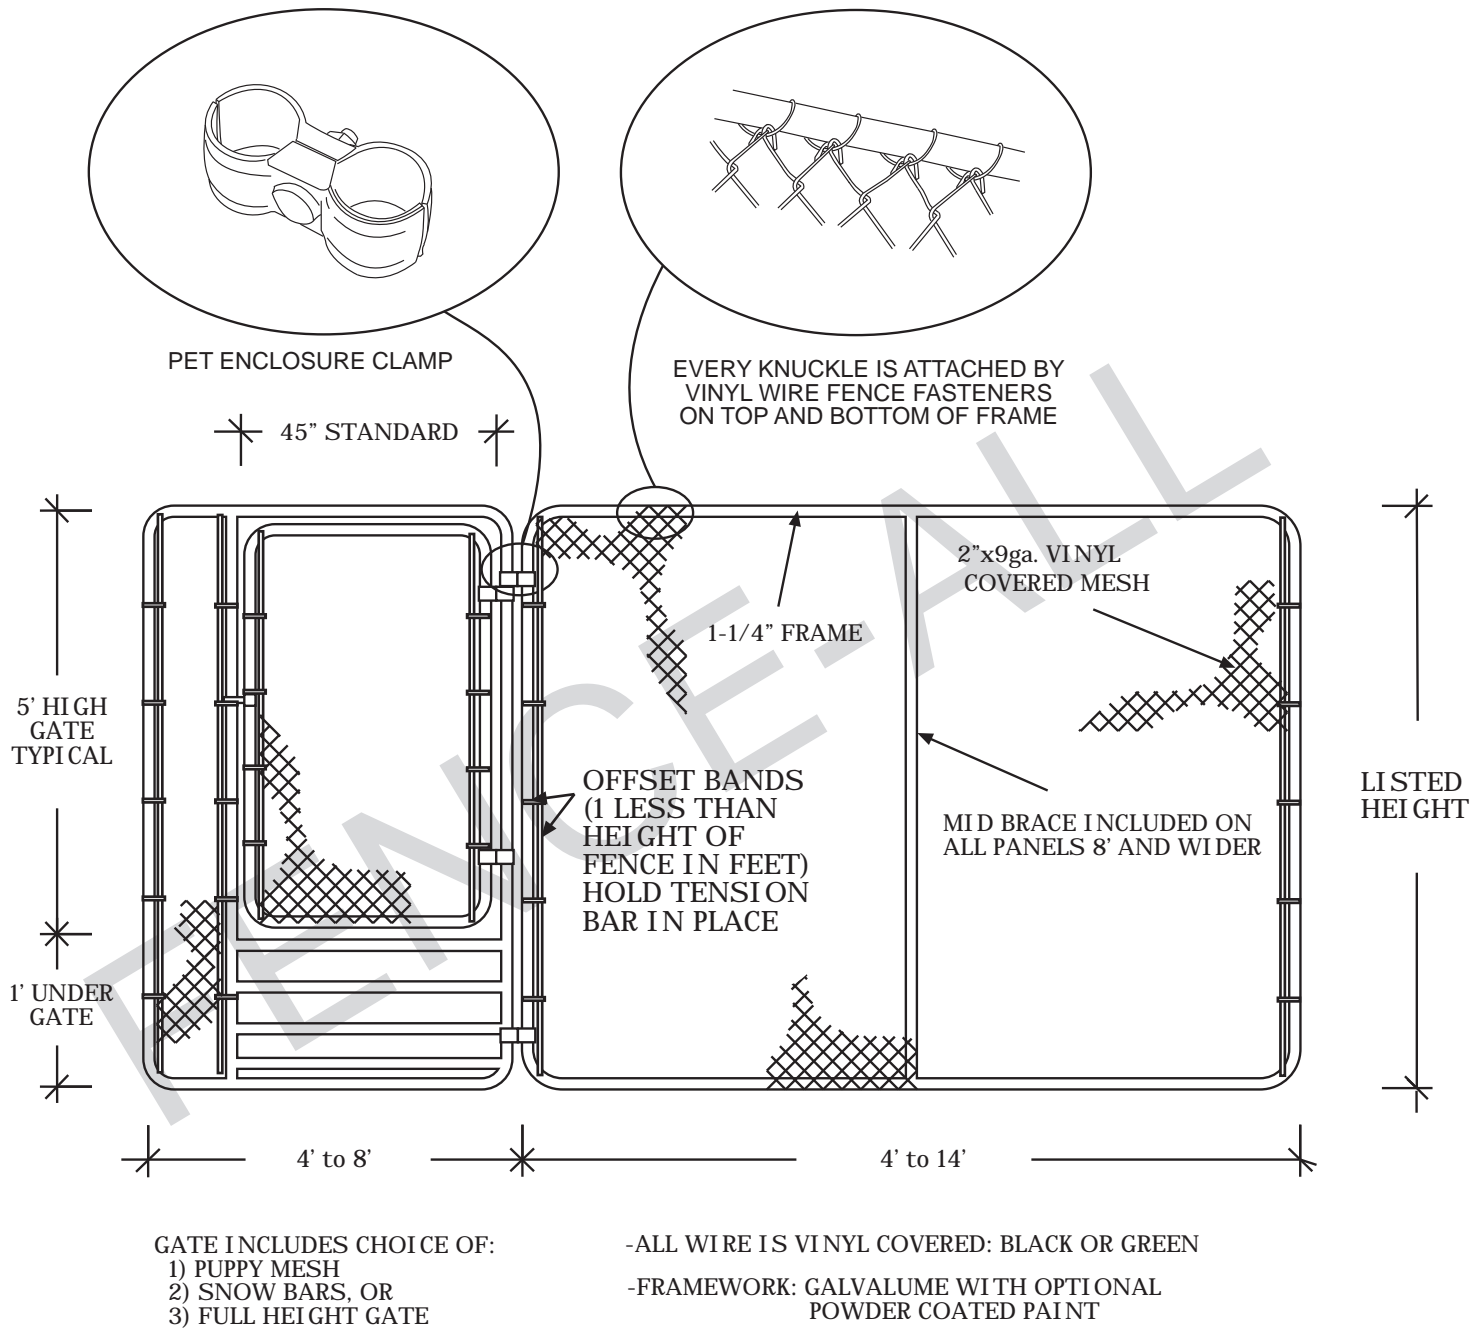 PET ENCLOSURE CLAMP
EVERY KNUCKLE IS ATTACHED BY
VINYL WIRE FENCE FASTENERS
ON TOP AND BOTTOM OF FRAME
45" STANDARD
2"x9ga. VINYL
COVERED MESH
1-1/4" FRAME
5' HIGH
GATE
TYPICAL
OFFSET BANDS
(1 LESS THAN
HEIGHT OF
FENCE IN FEET)
HOLD TENSION
BAR IN PLACE
MID BRACE INCLUDED ON
ALL PANELS 8' AND WIDER
LISTED
HEIGHT
1' UNDER
GATE
FENCE-ALL
4' to 8'
4' to 14'
GATE INCLUDES CHOICE OF:
1) PUPPY MESH
2) SNOW BARS, OR
3) FULL HEIGHT GATE
-ALL WIRE IS VINYL COVERED: BLACK OR GREEN
-FRAMEWORK: GALVALUME WITH OPTIONAL
POWDER COATED PAINT